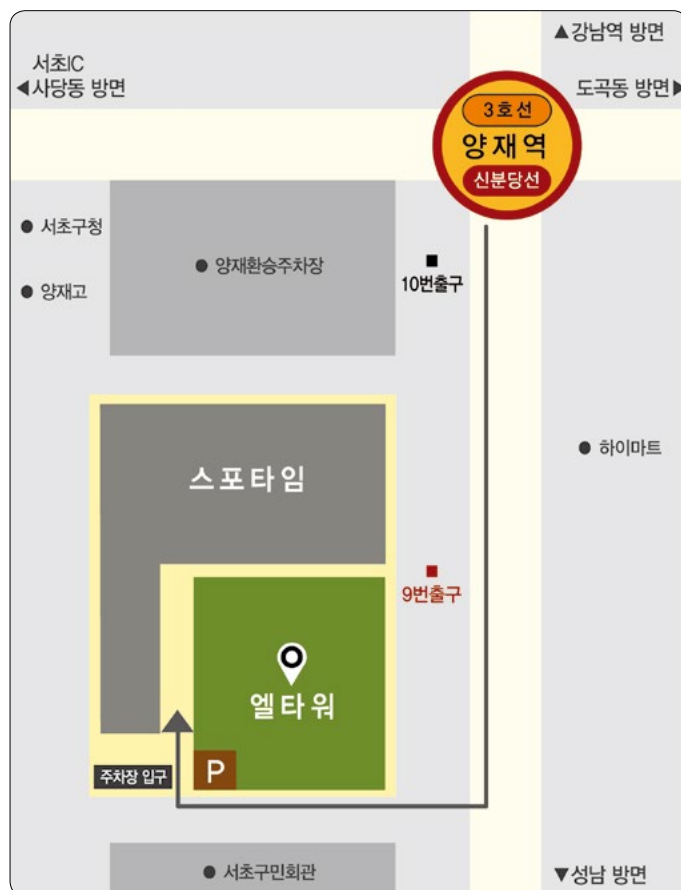 ▲강남역 방면
서초IC
◀사당동 방면
도곡동 방면▶
3호선
양재역
신분당선
● 서초구청
● 양재환승주차장
■
10번출구
● 양재고
● 하이마트
스포타임
■
9번출구
엘타워
P
주차장 입구
● 서초구민회관
▼성남 방면